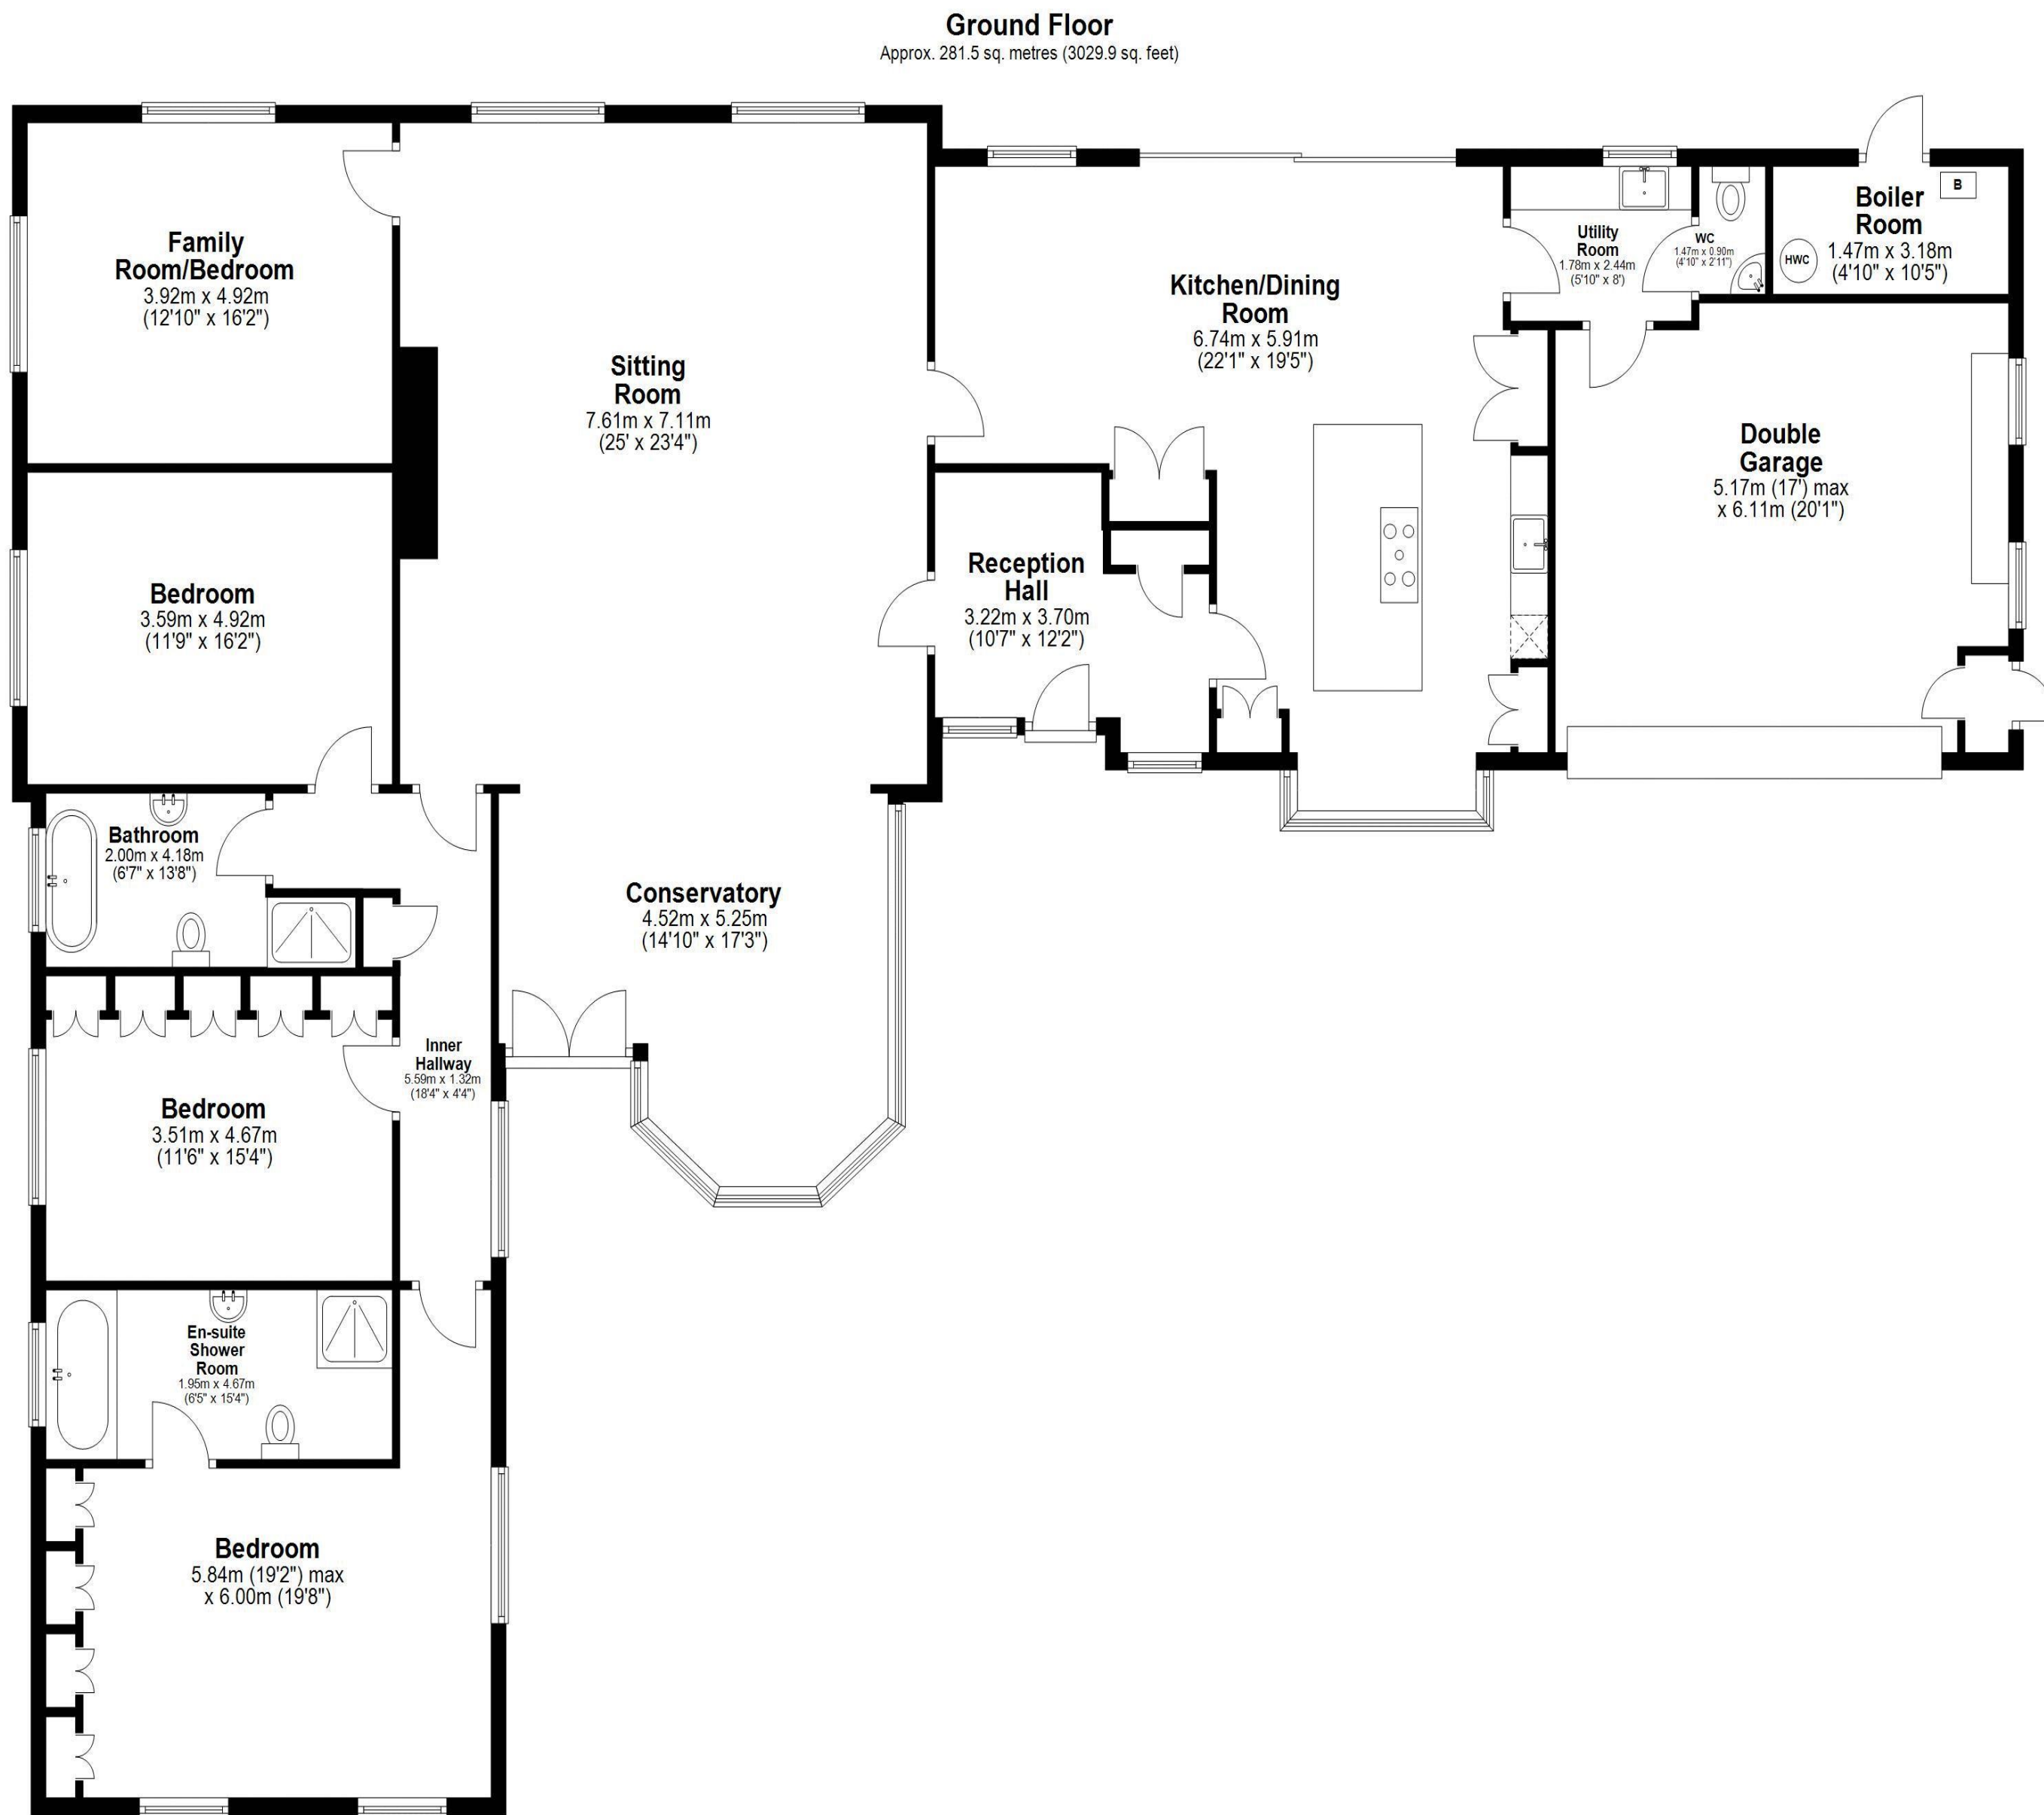 Ground Floor
Approx. 281.5 sq. metres (3029.9 sq. feet)
Family
Room/Bedroom
3.92m x 4.92m
(12'10" x 16'2")
Sitting
Room
7.61m x 7.11m
(25' x 23'4")
Kitchen/Dining
Room
6.74m x 5.91m
(22'1" x 19'5")
Utility
Room
1.78m x 2.44m
(5'10" x 8')
WC
1.47m x 0.90m
(4'10" x 2'11")
B
Boiler
Room
1.47m x 3.18m
(4'10" x 10'5")
HWC
Double
Garage
5.17m (17') max
x 6.11m (20'1")
Bedroom
3.59m x 4.92m
(11'9" x 16'2")
Reception
Hall
3.22m x 3.70m
(10'7" x 12'2")
Bathroom
2.00m x 4.18m
(6'7" x 13'8")
Conservatory
4.52m x 5.25m
(14'10" x 17'3")
Inner
Hallway
5.59m x 1.32m
(18'4" x 4'4")
Bedroom
3.51m x 4.67m
(11'6" x 15'4")
En-suite
Shower
Room
1.95m x 4.67m
(6'5" x 15'4")
Bedroom
5.84m (19'2") max
x 6.00m (19'8")